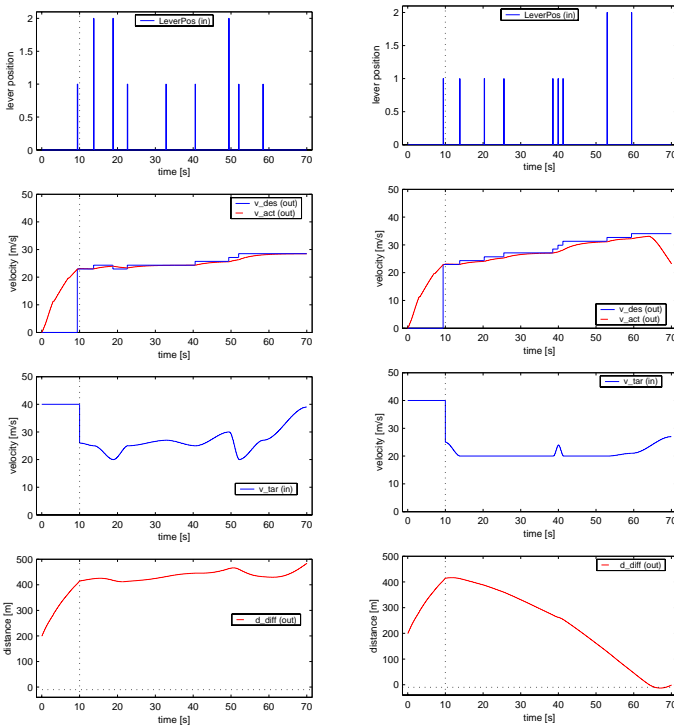 LeverPos (in)
lever position
2
1.5
1
0.5
0
0 10 20 30 40 50 60 70
time [s]
LeverPos (in)
lever position
2
1.5
1
0.5
0
0 10 20 30 40 50 60 70
time [s]
v_des (out)
v_act (out)
velocity [m/s]
50
40
30
20
10
0
0 10 20 30 40 50 60 70
time [s]
v_des (out)
v_act (out)
velocity [m/s]
50
40
30
20
10
0
0 10 20 30 40 50 60 70
time [s]
v_tar (in)
velocity [m/s]
50
40
30
20
10
0
0 10 20 30 40 50 60 70
time [s]
v_tar (in)
velocity [m/s]
50
40
30
20
10
0
0 10 20 30 40 50 60 70
time [s]
d_diff (out)
distance [m]
500
400
300
200
100
0
0 10 20 30 40 50 60 70
time [s]
d_diff (out)
distance [m]
500
400
300
200
100
0
0 10 20 30 40 50 60 70
time [s]